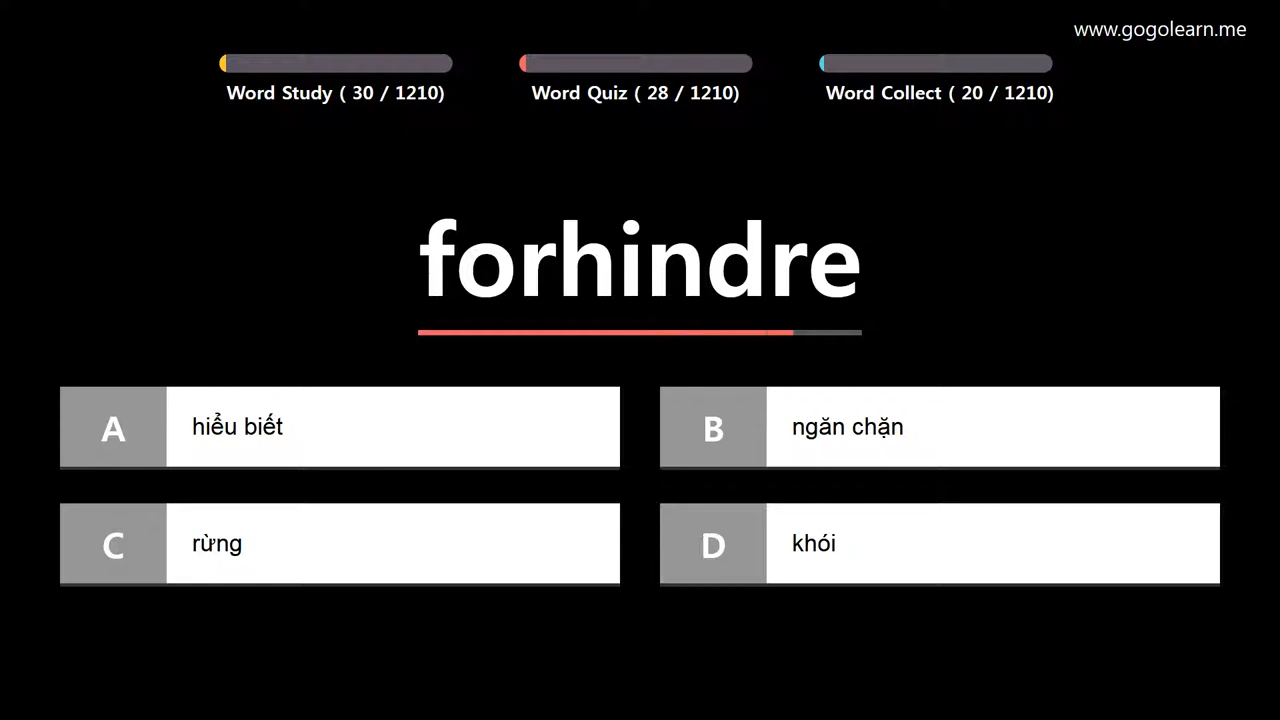 www.gogolearn.me
Word Study ( 30 / 1210)
Word Quiz ( 28 / 1210)
Word Collect ( 20 / 1210)
forhindre
A
hiểu biết
B
ngăn chặn
C
rừng
D
khói